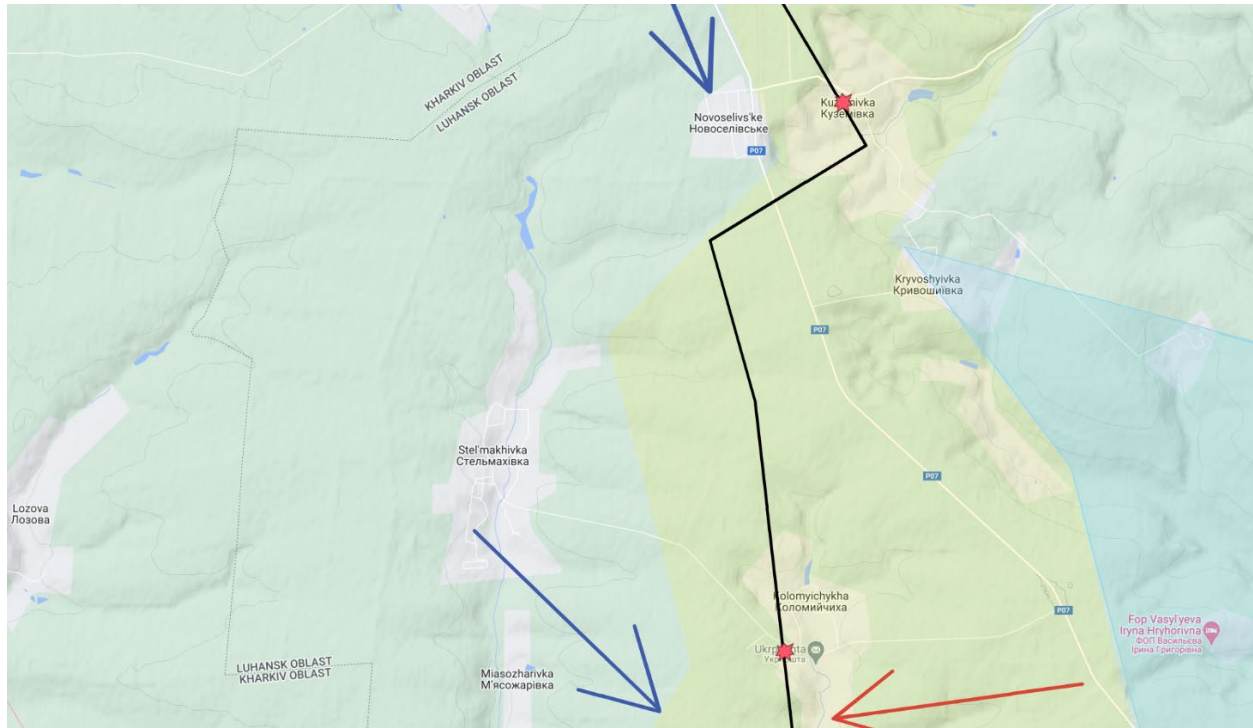 KHARKIV OBLAST
LUHANSK OBLAST
Novoselivs'ke
Новоселівське
P07
Куземівка
Kryvoshyivka
Кривошиївка
P07
Stel'makhivka
Стельмахівка
P07
Lozova
Лозова
Kolomyichykha
Коломийчиха
P07
Fop Vasyl'yeva
Iryna Hryhorivna
ФОП Васильєва
Ірина Григорівна
LUHANSK OBLAST
KHARKIV OBLAST
Miasozharivka
М'ясожарівка